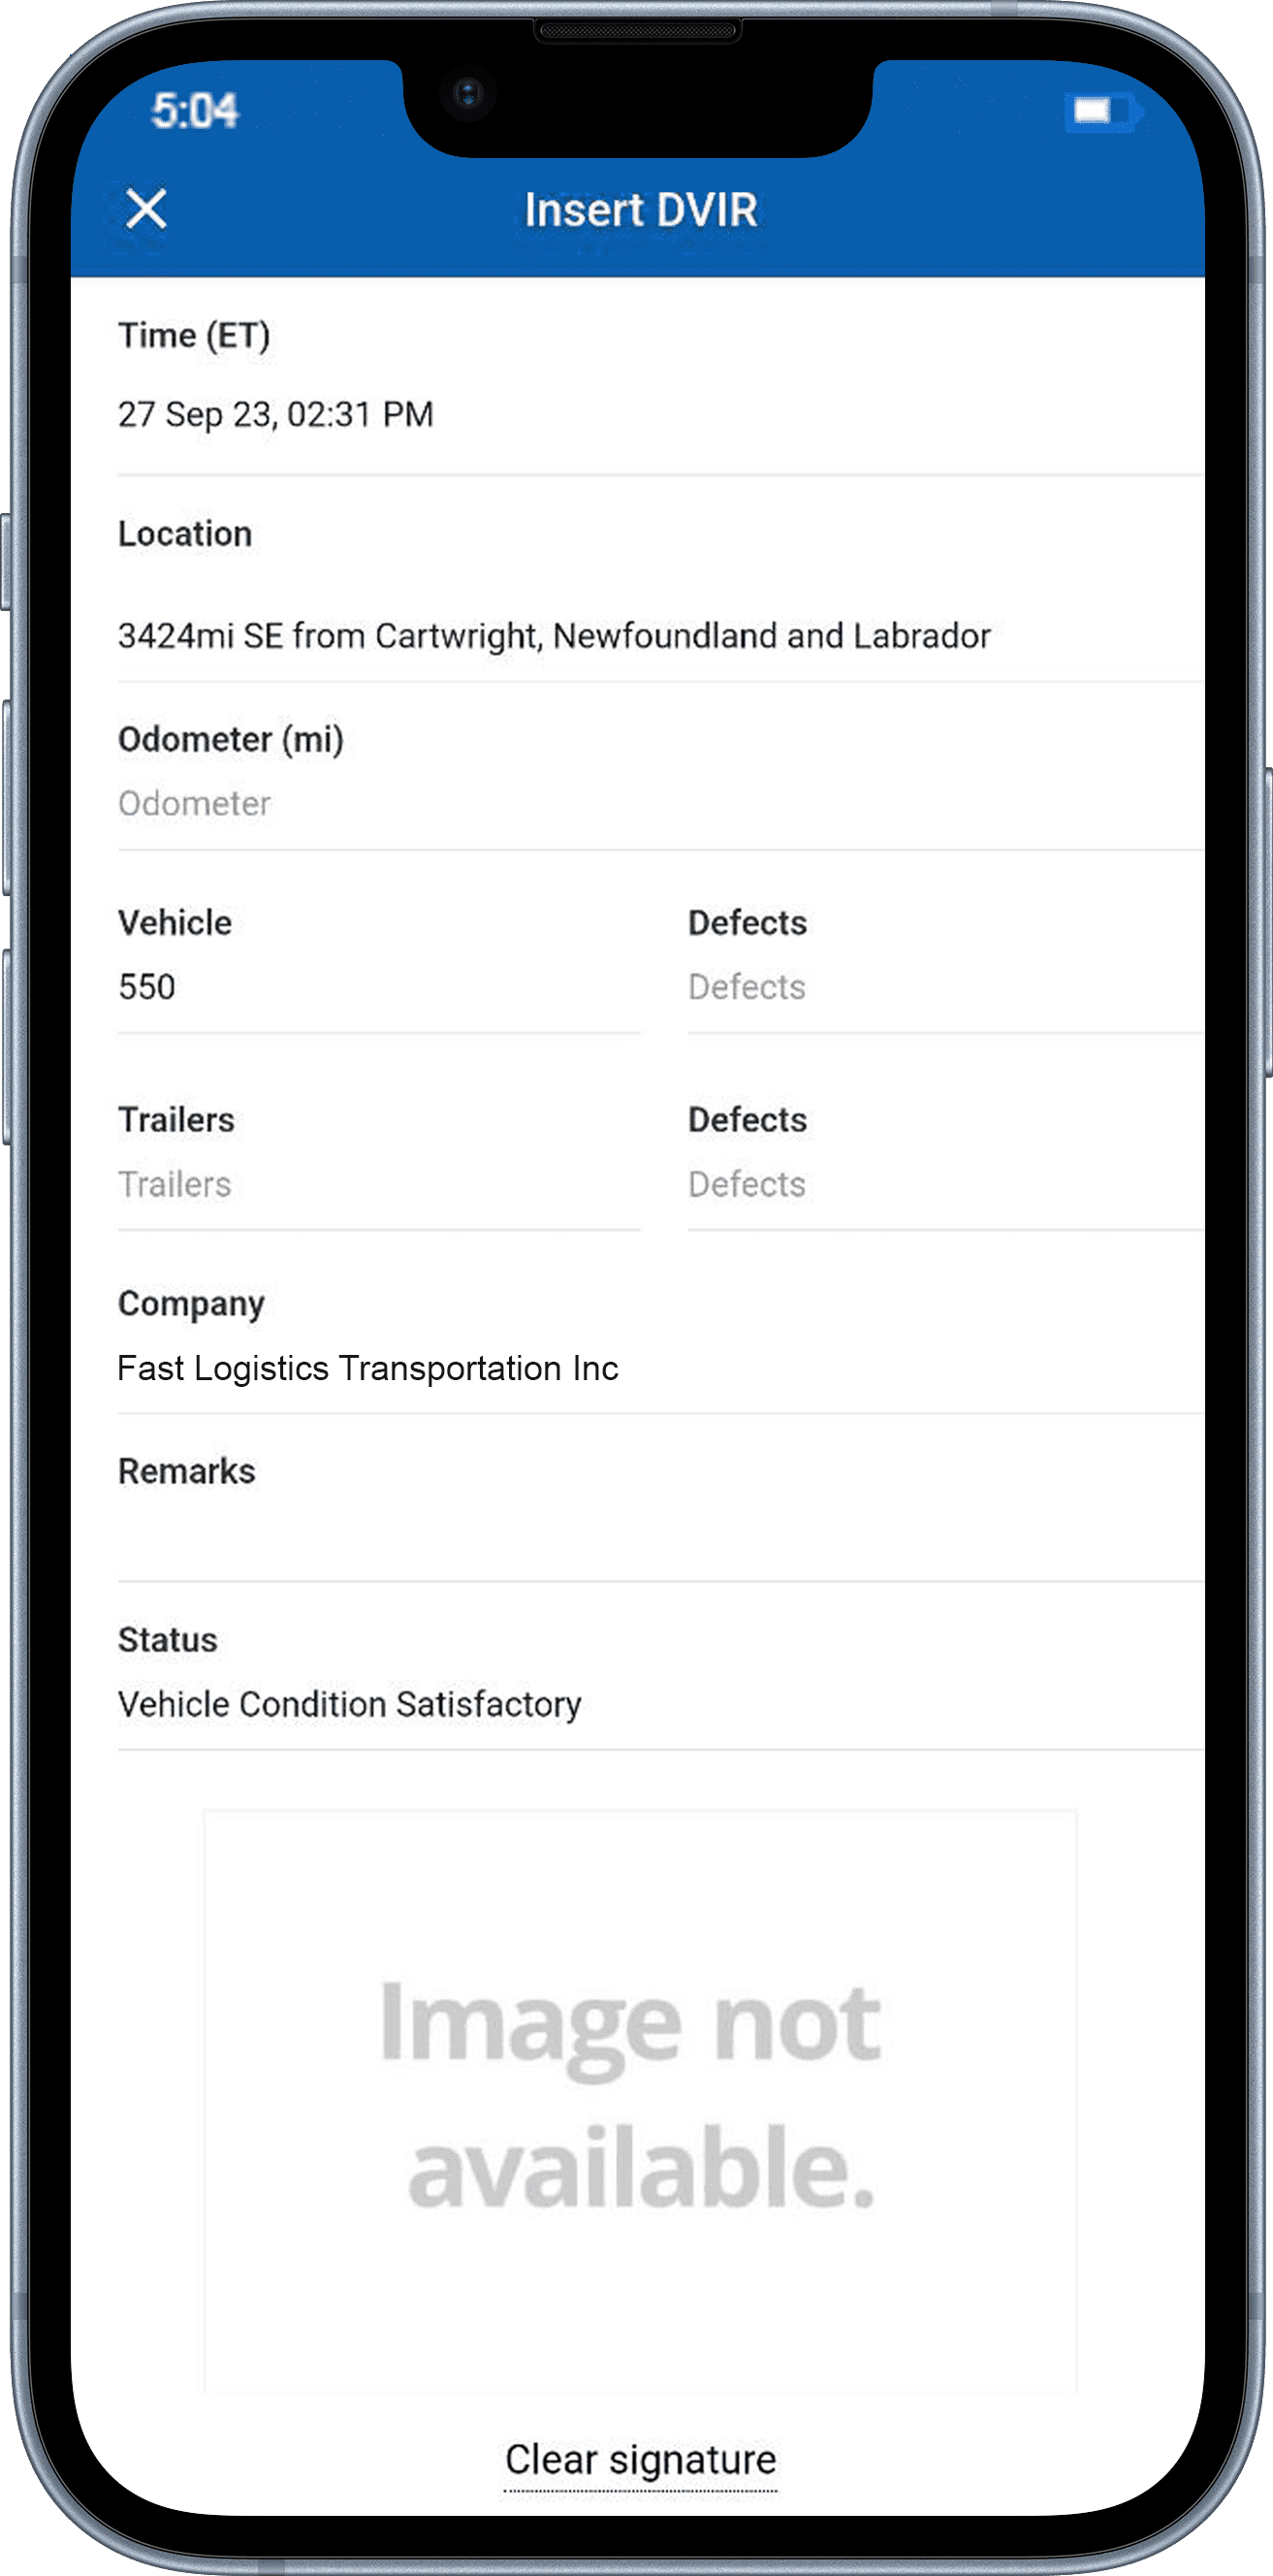 5:04
Insert DVIR
Time (ET)
27 Sep 23, 02:31 PM
Location
3424mi SE from Cartwright, Newfoundland and Labrador
Odometer (mi)
Odometer
Vehicle
550
Defects
Defects
Trailers
Trailers
Defects
Defects
Company
Fast Logistics Transportation Inc
Remarks
Status
Vehicle Condition Satisfactory
Image not
available.
Clear signature